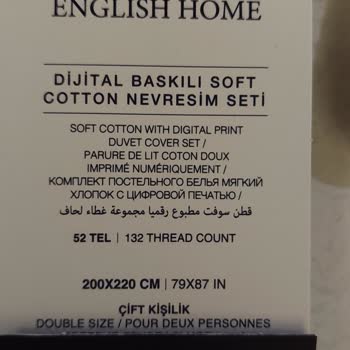 ENGLISH HOME
DİJİTAL BASKILI SOFT
COTTON NEVRESİM SETİ
SOFT COTTON WITH DIGITAL PRINT
DUVET COVER SET /
PARURE DE LIT COTON DOUX
IMPRIMÉ NUMÉRIQUEMENT /
КОМПЛЕКТ ПОСТЕЛЬНОГО БЕЛЬЯ МЯГКИЙ
ХЛОПОК С ЦИФРОВОЙ ПЕЧАТЬЮ /
قطن سوفت مطبوع رقميا مجموعة غطاء لحاف
52 TEL | 132 THREAD COUNT
200X220 CM | 79X87 IN
ÇİFT KİŞİLİK
DOUBLE SIZE / POUR DEUX PERSONNES